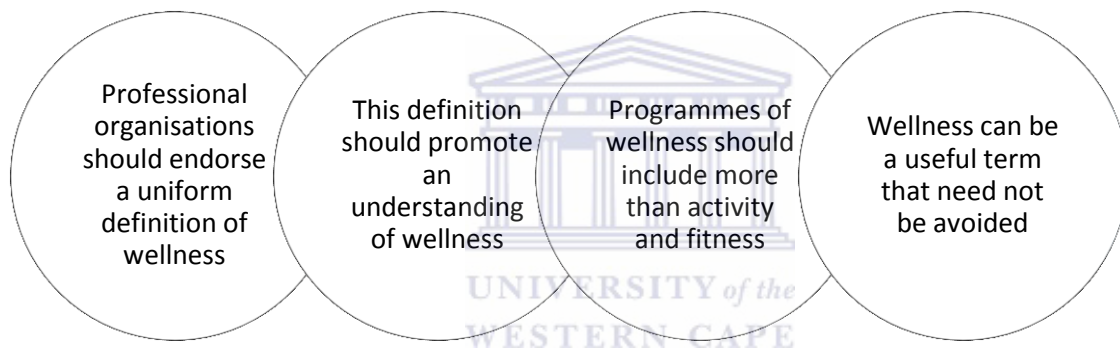 Professional
organisations
should endorse
a uniform
definition of
wellness
This definition
should promote
an
understanding
of wellness
Programmes of
wellness should
include more
than activity
and fitness
Wellness can be
a useful term
that need not
be avoided
UNIVERSITY of the
WESTERN CAPE